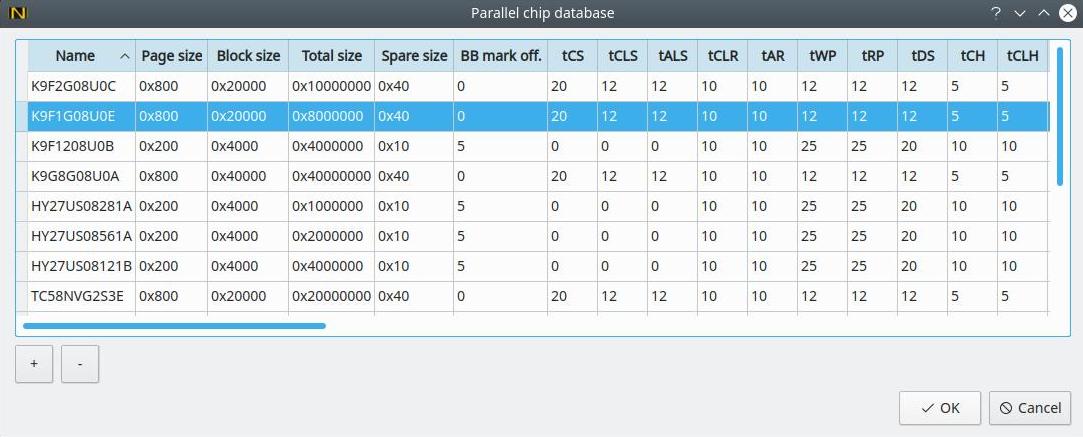 Parallel chip database
Name Page size Block size Total size Spare size BB mark off. tCS tCLS tALS tCLR tAR tWP tRP tDS tCH tCLH
K9F2G08U0C 0x800 0x20000 0x10000000 0x40 0 20 12 12 10 10 12 12 12 5 5
K9F1G08U0E 0x800 0x20000 0x8000000 0x40 0 20 12 12 10 10 12 12 12 5 5
K9F1208U0B 0x200 0x4000 0x4000000 0x10 5 0 0 0 10 10 25 25 20 10 10
K9G8G08U0A 0x800 0x40000 0x40000000 0x40 0 20 12 12 10 10 12 12 12 5 5
HY27US08281A 0x200 0x4000 0x1000000 0x10 5 0 0 0 10 10 25 25 20 10 10
HY27US08561A 0x200 0x4000 0x2000000 0x10 5 0 0 0 10 10 25 25 20 10 10
HY27US08121B 0x200 0x4000 0x4000000 0x10 5 0 0 0 10 10 25 25 20 10 10
TC58NVG2S3E 0x800 0x20000 0x20000000 0x40 0 20 12 12 10 10 12 12 12 5 5
+ -
OK Cancel